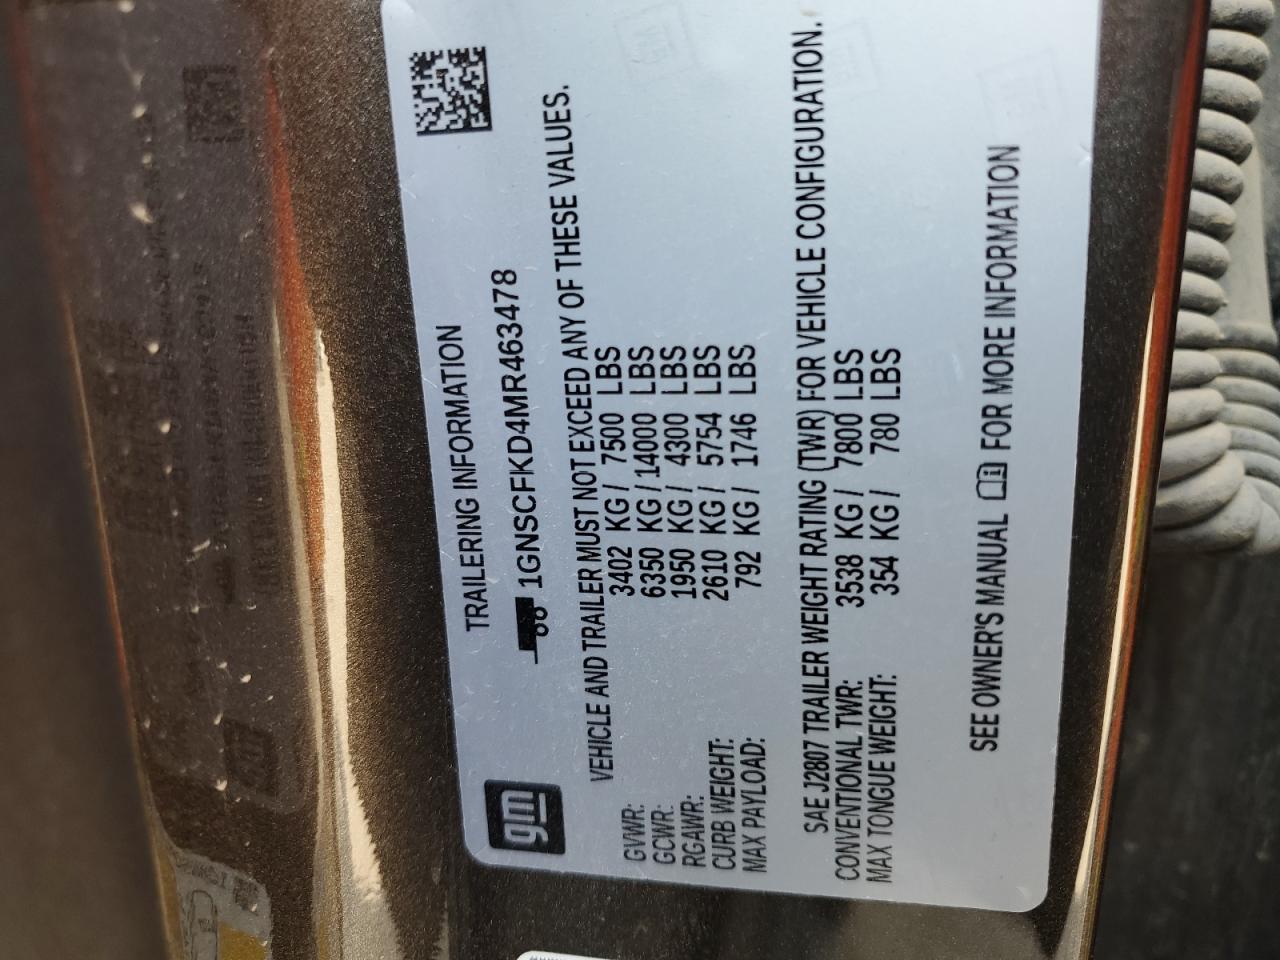 gm
TRAILERING INFORMATION
1GNSCFKD4MR463478
VEHICLE AND TRAILER MUST NOT EXCEED ANY OF THESE VALUES.
GVWR: 3402 KG / 7500 LBS
GCWR: 6350 KG / 14000 LBS
RGAWR: 1950 KG / 4300 LBS
CURB WEIGHT: 2610 KG / 5754 LBS
MAX PAYLOAD: 792 KG / 1746 LBS
SAE J2807 TRAILER WEIGHT RATING (TWR) FOR VEHICLE CONFIGURATION.
CONVENTIONAL TWR: 3538 KG / 7800 LBS
MAX TONGUE WEIGHT: 354 KG / 780 LBS
SEE OWNER'S MANUAL FOR MORE INFORMATION